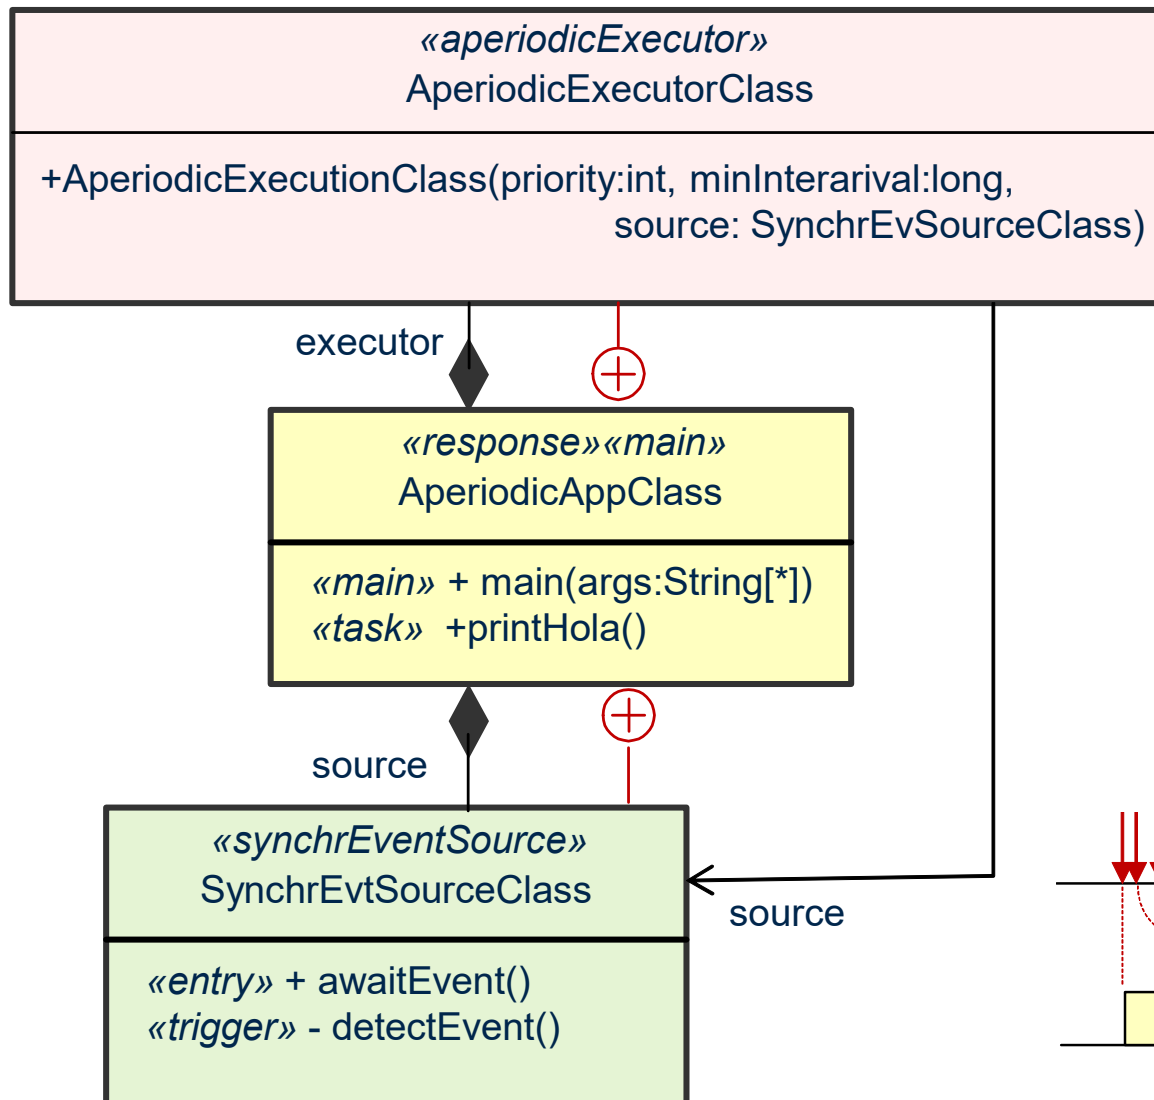 «aperiodicExecutor»
AperiodicExecutorClass
+AperiodicExecutionClass(priority:int, minInterarival:long,
source: SynchrEvSourceClass)
executor
«response»«main»
AperiodicAppClass
«main» + main(args:String[*])
«task» +printHola()
source
«synchrEventSource»
SynchrEvtSourceClass
source
«entry» + awaitEvent()
«trigger» - detectEvent()